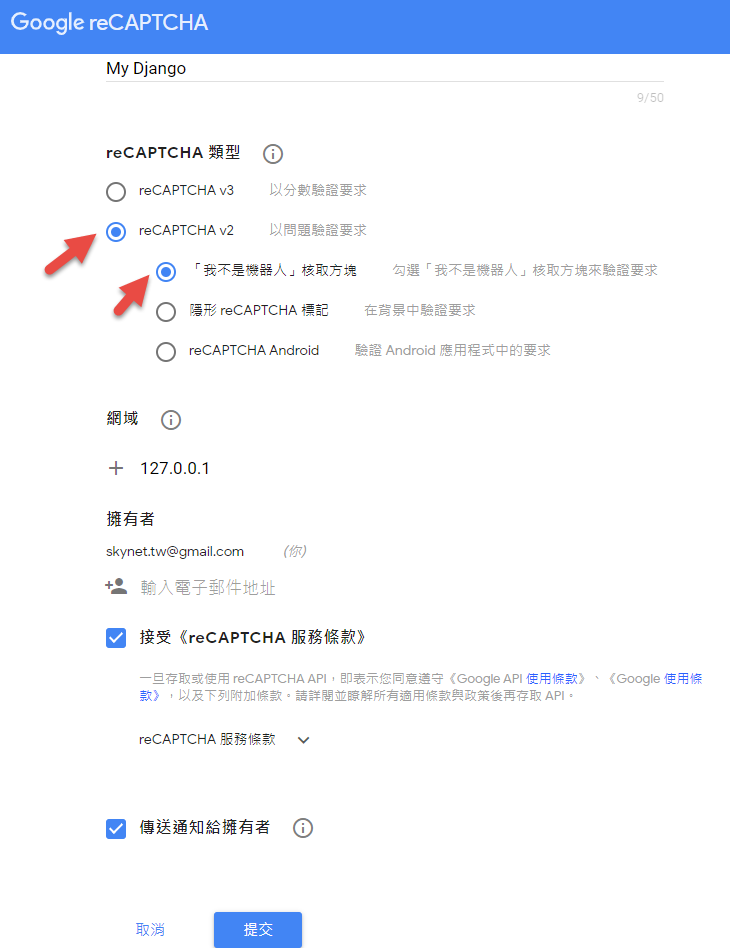 Google reCAPTCHA
My Django
9/50
reCAPTCHA 類型
reCAPTCHA v3 以分數驗證要求
reCAPTCHA v2 以問題驗證要求
「我不是機器人」核取方塊 勾選「我不是機器人」核取方塊來驗證要求
隱形 reCAPTCHA 標記 在背景中驗證要求
reCAPTCHA Android 驗證 Android 應用程式中的要求
網域
127.0.0.1
擁有者
skynet.tw@gmail.com (你)
輸入電子郵件地址
接受《reCAPTCHA 服務條款》
一旦存取或使用 reCAPTCHA API，即表示您同意遵守《Google API 使用條款》、《Google 使用條
款》，以及下列附加條款。請詳閱並瞭解所有適用條款與政策後再存取 API。
reCAPTCHA 服務條款
傳送通知給擁有者
取消 提交